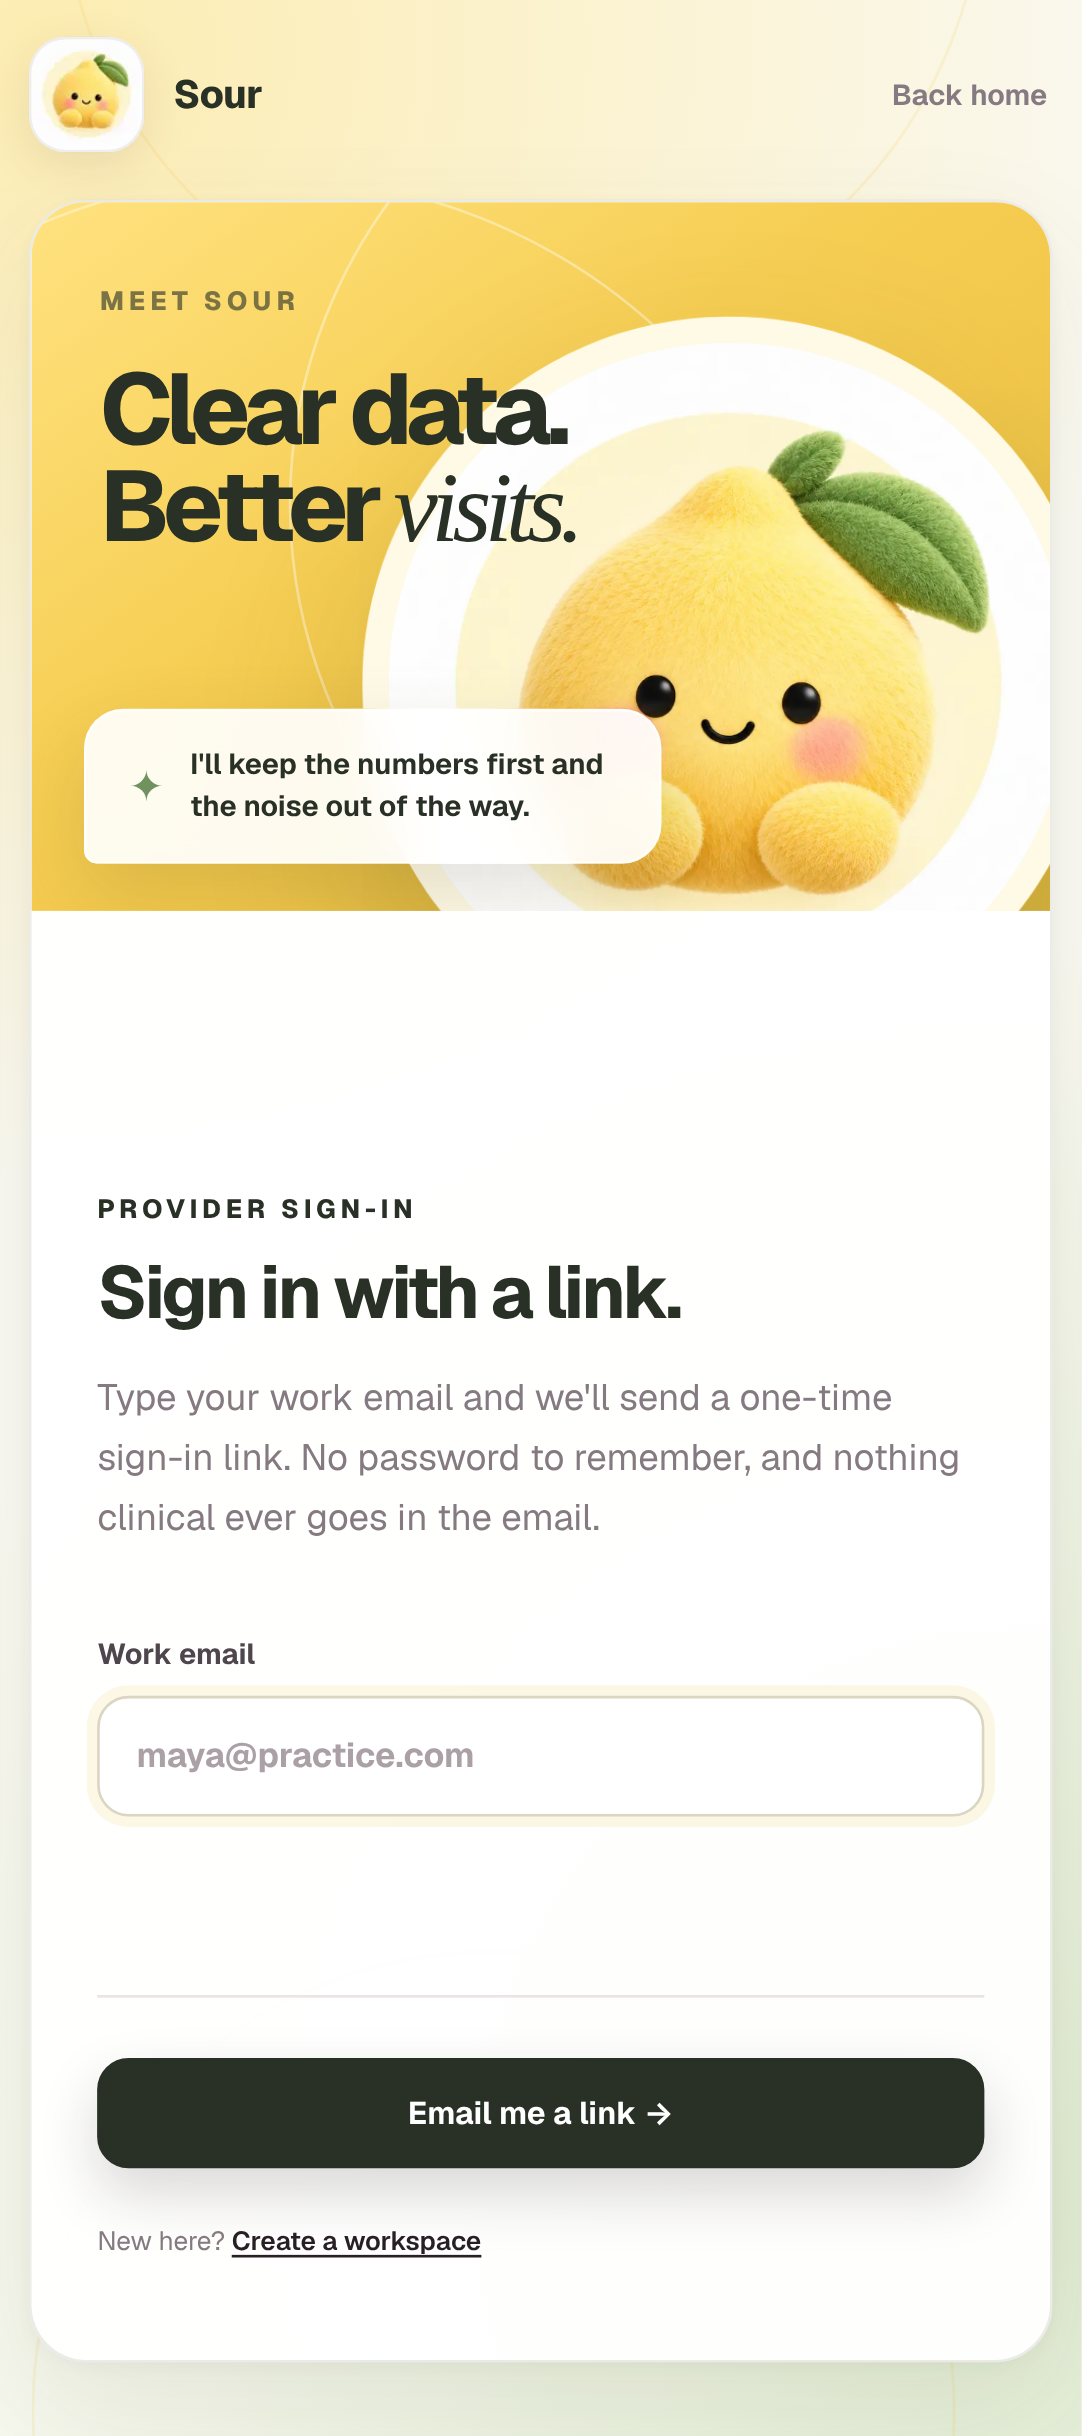 Sour
Back home
MEET SOUR
Clear data.
Better visits.
✦ I'll keep the numbers first and
the noise out of the way.
PROVIDER SIGN-IN
Sign in with a link.
Type your work email and we'll send a one-time
sign-in link. No password to remember, and nothing
clinical ever goes in the email.
Work email
maya@practice.com
Email me a link →
New here? Create a workspace